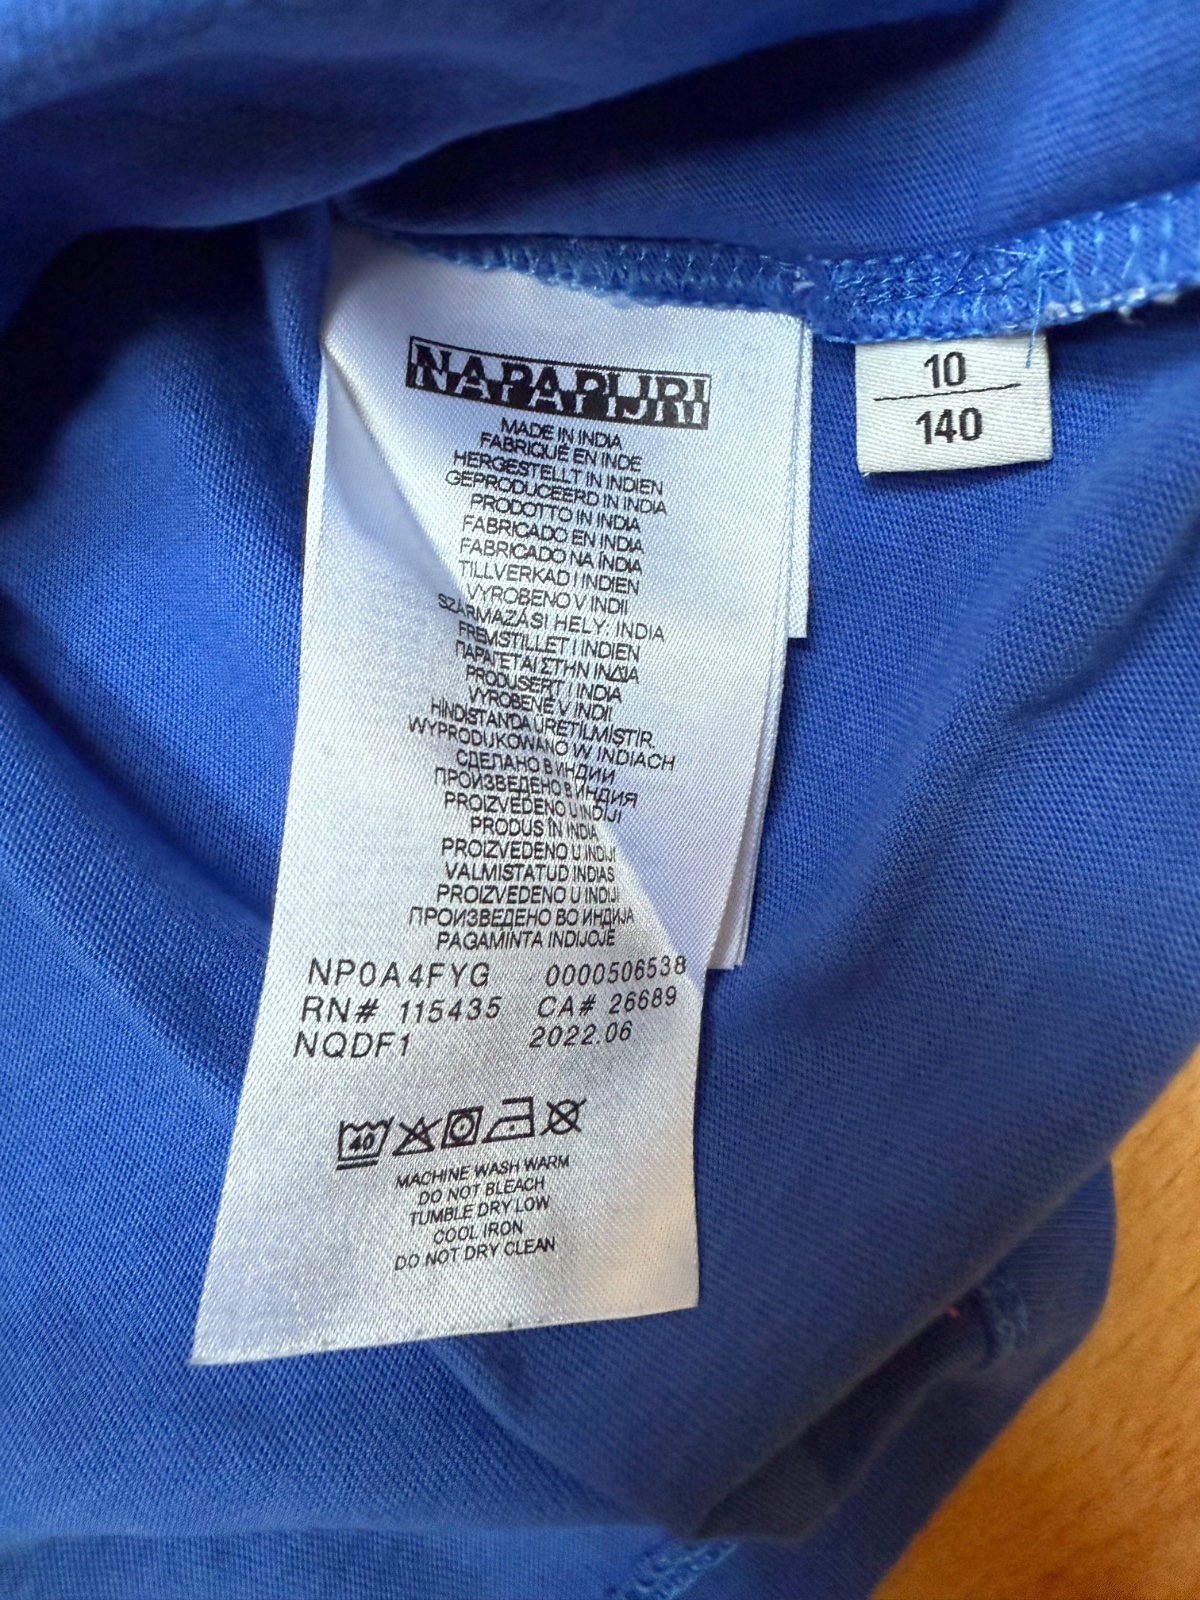 NAPAPIJRI
MADE IN INDIA
FABRIQUÉ EN INDE
HERGESTELLT IN INDIEN
GEPRODUCEERD IN INDIA
PRODOTTO IN INDIA
FABRICADO EN INDIA
FABRICADO NA ÍNDIA
TILLVERKAD I INDIEN
VYROBENO V INDII
SZÁRMAZÁSI HELY: INDIA
FREMSTILLET I INDIEN
ΠΑΡΑΓΕΤΑΙ ΣΤΗΝ ΙΝΔΙΑ
PRODUSERT I INDIA
VYROBENÉ V INDII
HİNDİSTAN'DA ÜRETİLMİŞTİR.
WYPRODUKOWANO W INDIACH
СДЕЛАНО В ИНДИИ
ПРОИЗВЕДЕНО В ИНДИЯ
PROIZVEDENO U INDIJI
PRODUS ÎN INDIA
PROIZVEDENO U INDIJI
VALMISTATUD INDIAS
PROIZVEDENO U INDIJI
ПРОИЗВЕДЕНО ВО ИНДИЈА
PAGAMINTA INDIJOJE
NP0A4FYG 0000506538
RN# 115435 CA# 26689
NQDF1 2022.06
40
MACHINE WASH WARM
DO NOT BLEACH
TUMBLE DRY LOW
COOL IRON
DO NOT DRY CLEAN
10
140